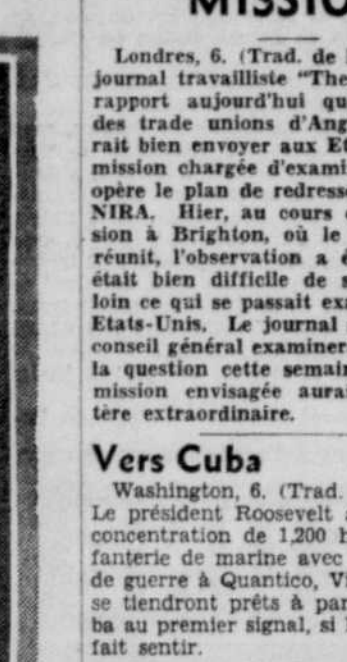 MISSIO
Londres, 6. (Trad. de
journal travailliste "The
rapport aujourd'hui qu
des trade unions d'Ang
rait bien envoyer aux Et
mission chargée d'exami
opère le plan de redress
NIRA. Hier, au cours
sion à Brighton, où le
réunit, l'observation a é
était bien difficile de s
loin ce qui se passait ex
Etats-Unis. Le journal
conseil général examiner
la question cette semain
mission envisagée aura
tère extraordinaire.
Vers Cuba
Washington, 6. (Trad.
Le président Roosevelt a
concentration de 1,200 h
fanterie de marine avec
de guerre à Quantico, Vi
se tiendront prêts à par
ba au premier signal, si
fait sentir.